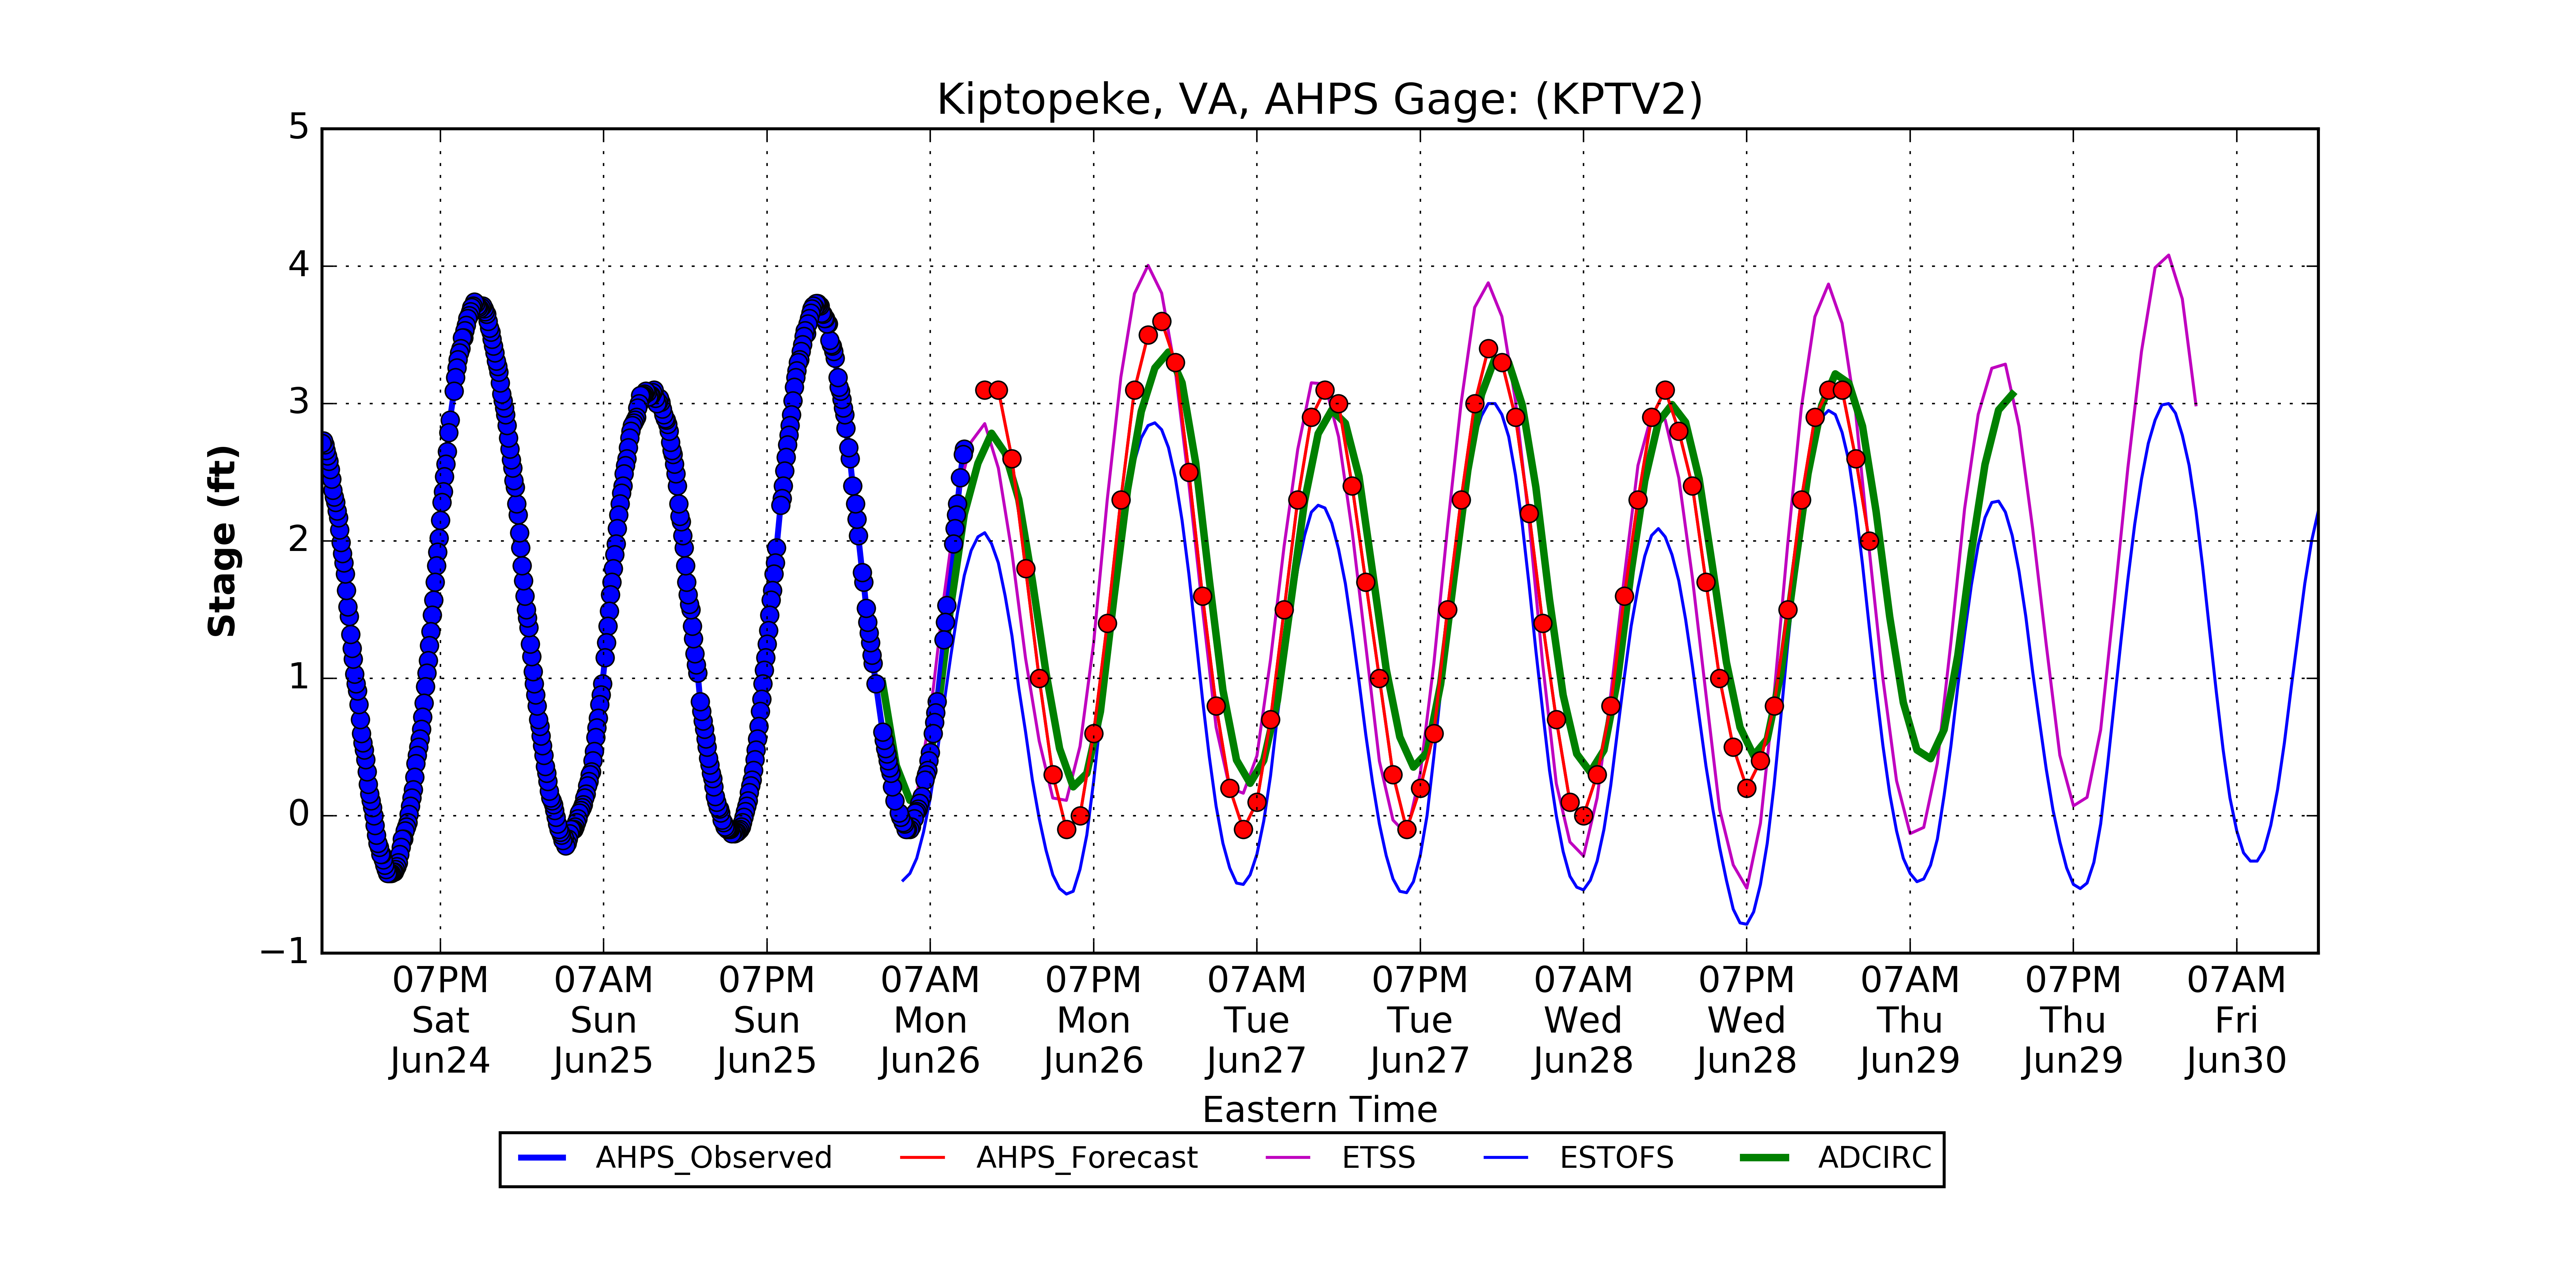 Kiptopeke, VA, AHPS Gage: (KPTV2)
5
4
3
2
1
0
−1
Stage (ft)
07PM 07AM 07PM 07AM 07PM 07AM 07PM 07AM 07PM 07AM 07PM 07AM
Sat Sun Sun Mon Mon Tue Tue Wed Wed Thu Thu Fri
Jun24 Jun25 Jun25 Jun26 Jun26 Jun27 Jun27 Jun28 Jun28 Jun29 Jun29 Jun30
Eastern Time
AHPS_Observed AHPS_Forecast ETSS ESTOFS ADCIRC